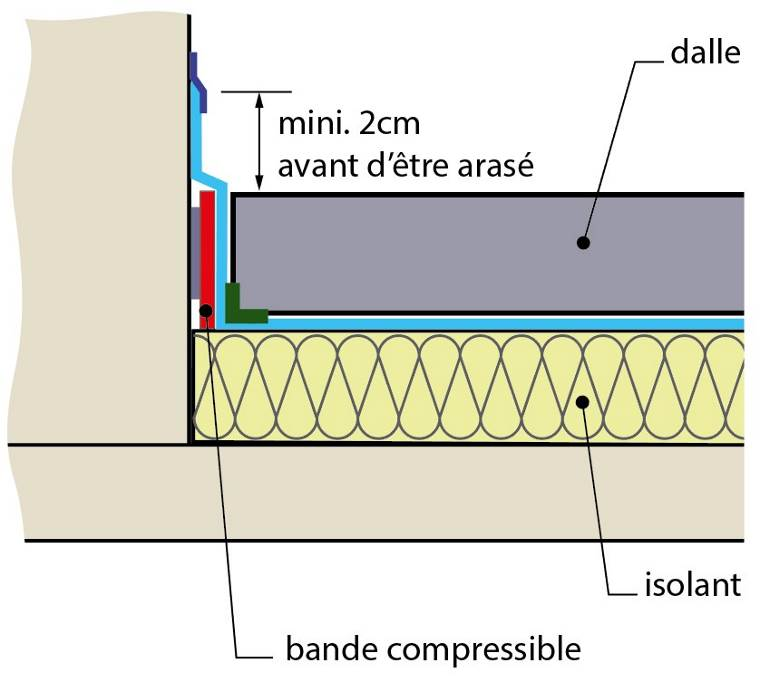 dalle
mini. 2cm
avant d’être arasé
isolant
bande compressible